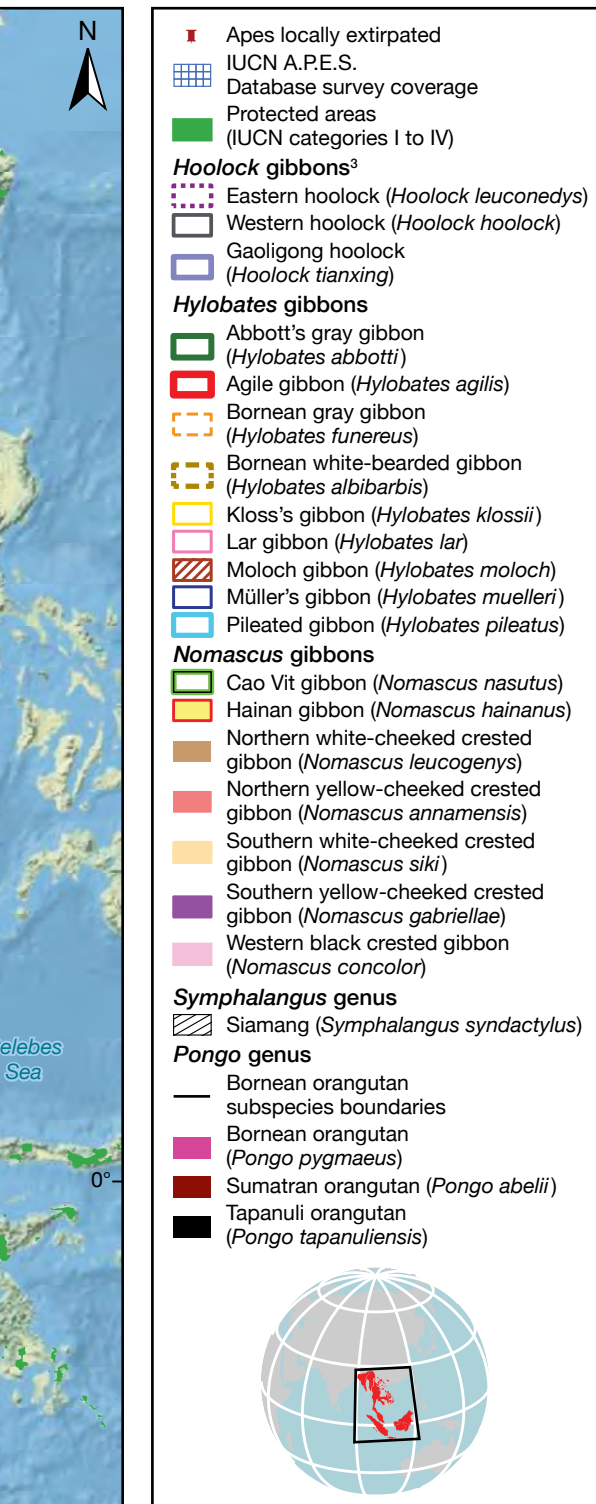 N
elebes
Sea
0°
Apes locally extirpated
IUCN A.P.E.S.
Database survey coverage
Protected areas
(IUCN categories I to IV)
Hoolock gibbons³
Eastern hoolock (Hoolock leuconedys)
Western hoolock (Hoolock hoolock)
Gaoligong hoolock
(Hoolock tianxing)
Hylobates gibbons
Abbott's gray gibbon
(Hylobates abbotti)
Agile gibbon (Hylobates agilis)
Bornean gray gibbon
(Hylobates funereus)
Bornean white-bearded gibbon
(Hylobates albibarbis)
Kloss's gibbon (Hylobates klossii)
Lar gibbon (Hylobates lar)
Moloch gibbon (Hylobates moloch)
Müller's gibbon (Hylobates muelleri)
Pileated gibbon (Hylobates pileatus)
Nomascus gibbons
Cao Vit gibbon (Nomascus nasutus)
Hainan gibbon (Nomascus hainanus)
Northern white-cheeked crested
gibbon (Nomascus leucogenys)
Northern yellow-cheeked crested
gibbon (Nomascus annamensis)
Southern white-cheeked crested
gibbon (Nomascus siki)
Southern yellow-cheeked crested
gibbon (Nomascus gabriellae)
Western black crested gibbon
(Nomascus concolor)
Symphalangus genus
Siamang (Symphalangus syndactylus)
Pongo genus
Bornean orangutan
subspecies boundaries
Bornean orangutan
(Pongo pygmaeus)
Sumatran orangutan (Pongo abelii)
Tapanuli orangutan
(Pongo tapanuliensis)